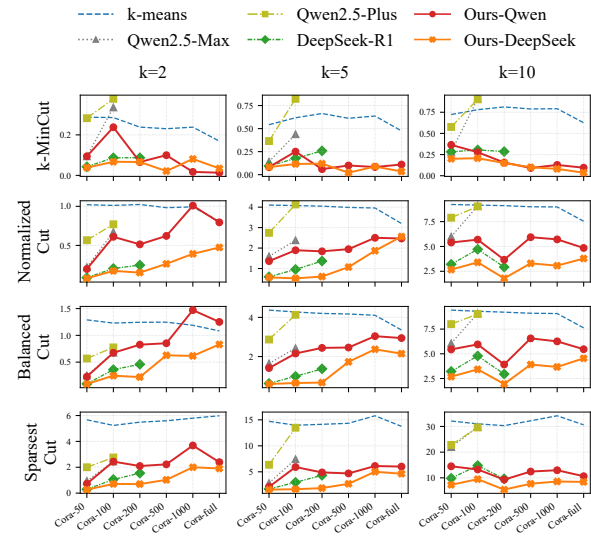 k-means Qwen2.5-Plus Ours-Qwen
Qwen2.5-Max DeepSeek-R1 Ours-DeepSeek
k=2 k=5 k=10
k-MinCut
0.2
0.0
0.75
0.50
0.25
0.00
0.75
0.50
0.25
0.00
Normalized
Cut
1.0
0.5
4
3
2
1
7.5
5.0
2.5
Balanced
Cut
1.5
1.0
0.5
4
2
10.0
7.5
5.0
2.5
Sparsest
Cut
6
4
2
0
15
10
5
30
20
10
Cora-50 Cora-100 Cora-200 Cora-500 Cora-1000 Cora-full
Cora-50 Cora-100 Cora-200 Cora-500 Cora-1000 Cora-full
Cora-50 Cora-100 Cora-200 Cora-500 Cora-1000 Cora-full